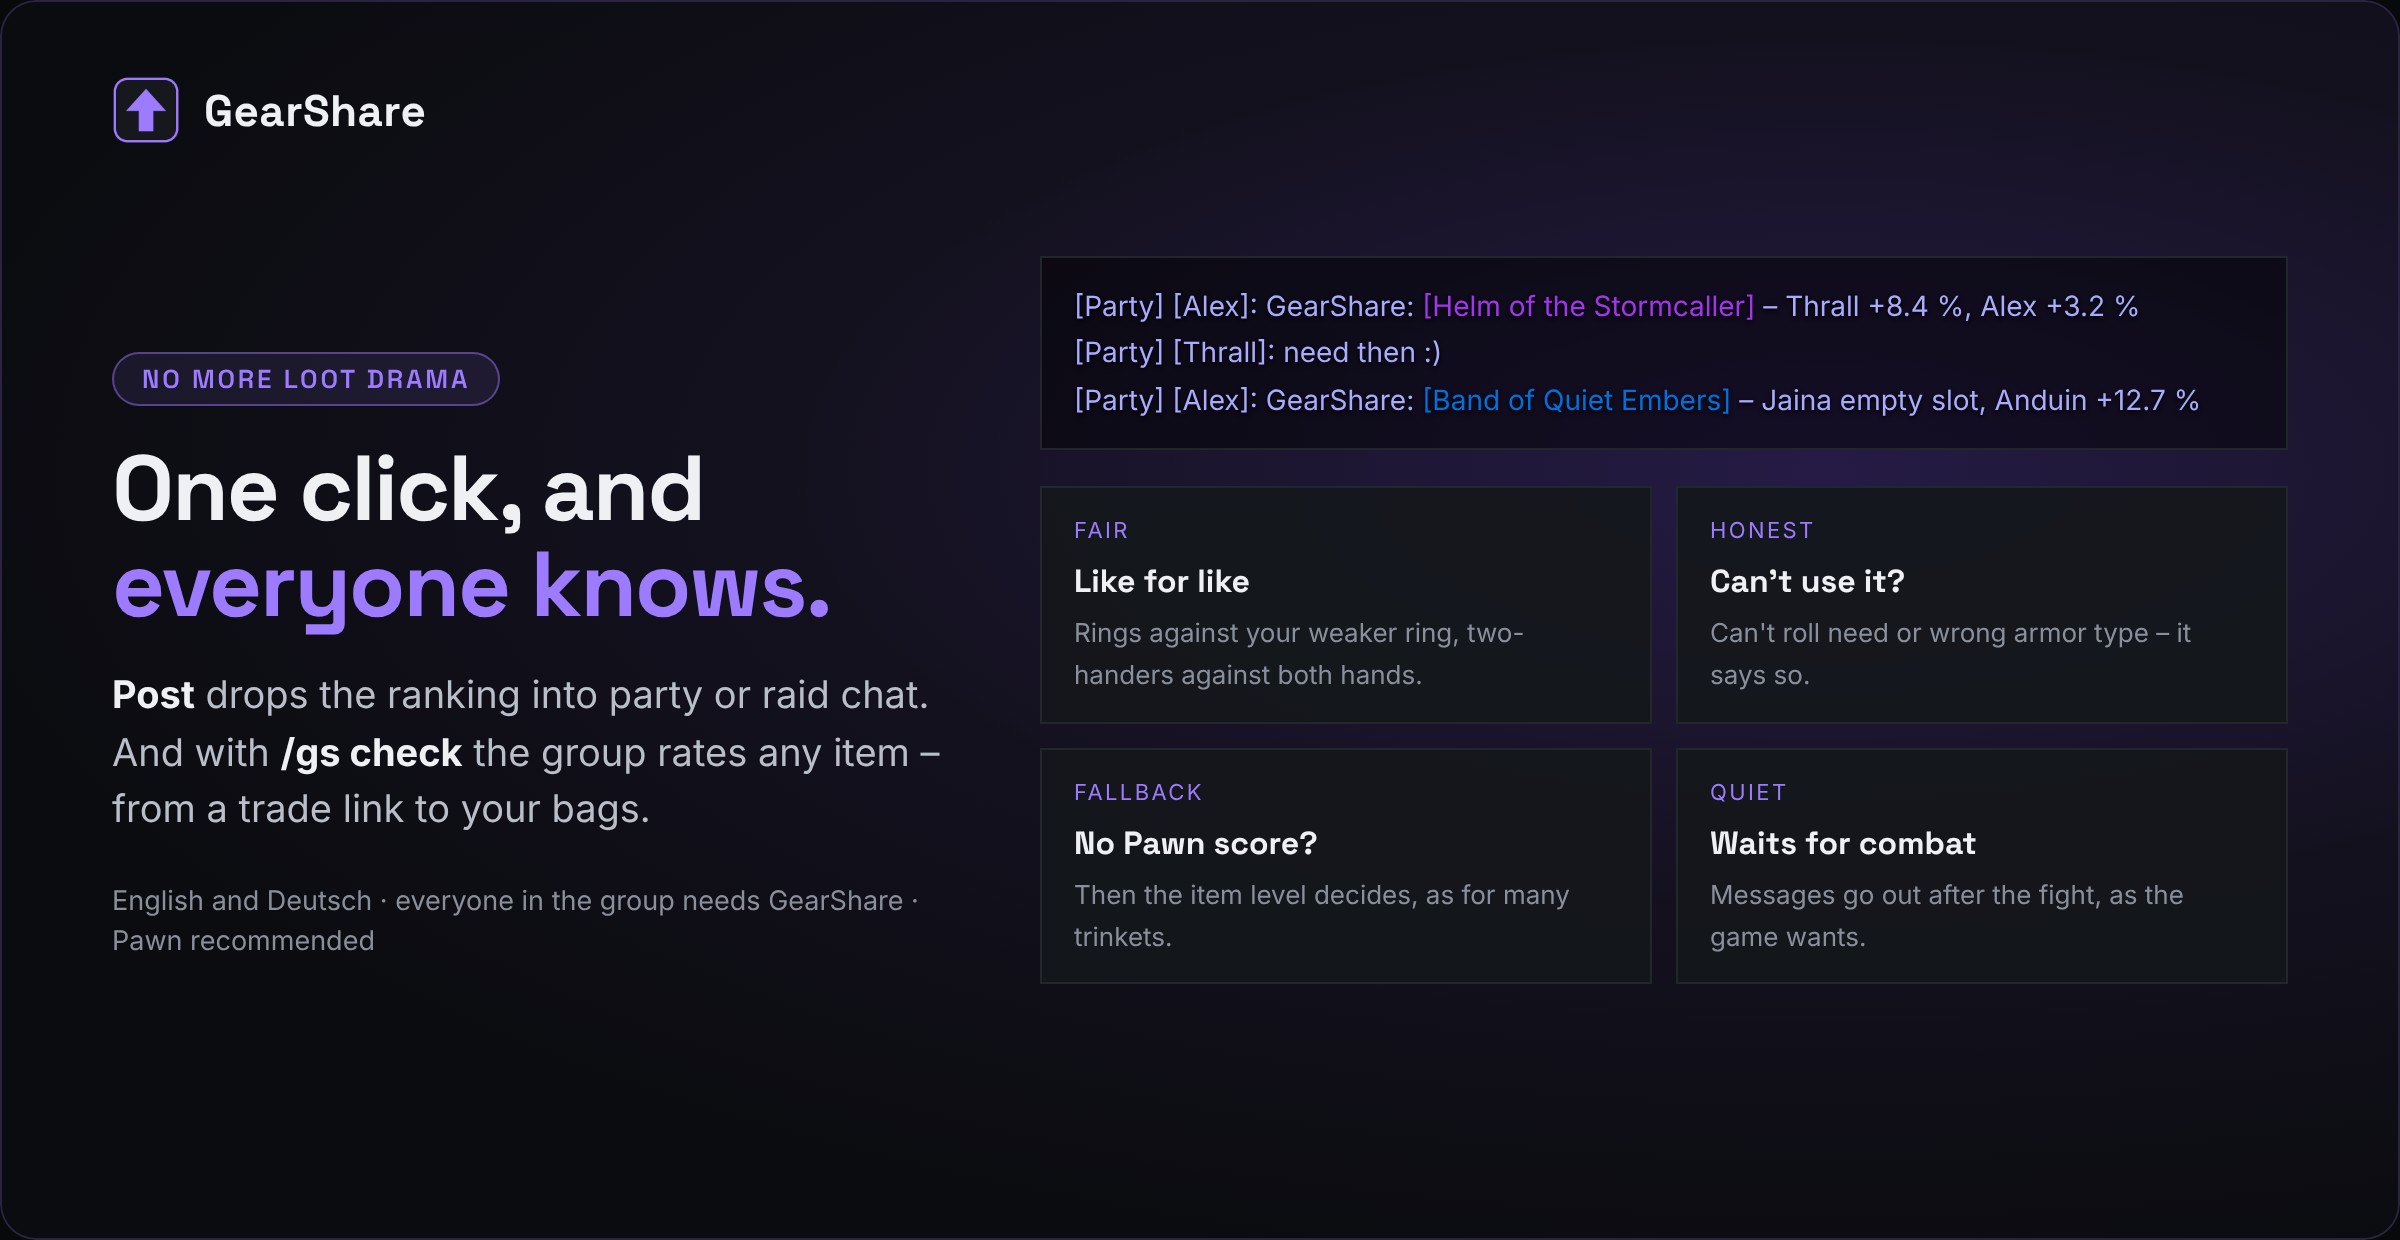 GearShare
NO MORE LOOT DRAMA
One click, and
everyone knows.
Post drops the ranking into party or raid chat.
And with /gs check the group rates any item –
from a trade link to your bags.
English and Deutsch · everyone in the group needs GearShare ·
Pawn recommended
[Party] [Alex]: GearShare: [Helm of the Stormcaller] – Thrall +8.4 %, Alex +3.2 %
[Party] [Thrall]: need then :)
[Party] [Alex]: GearShare: [Band of Quiet Embers] – Jaina empty slot, Anduin +12.7 %
FAIR
Like for like
Rings against your weaker ring, two-
handers against both hands.
HONEST
Can’t use it?
Can't roll need or wrong armor type – it
says so.
FALLBACK
No Pawn score?
Then the item level decides, as for many
trinkets.
QUIET
Waits for combat
Messages go out after the fight, as the
game wants.